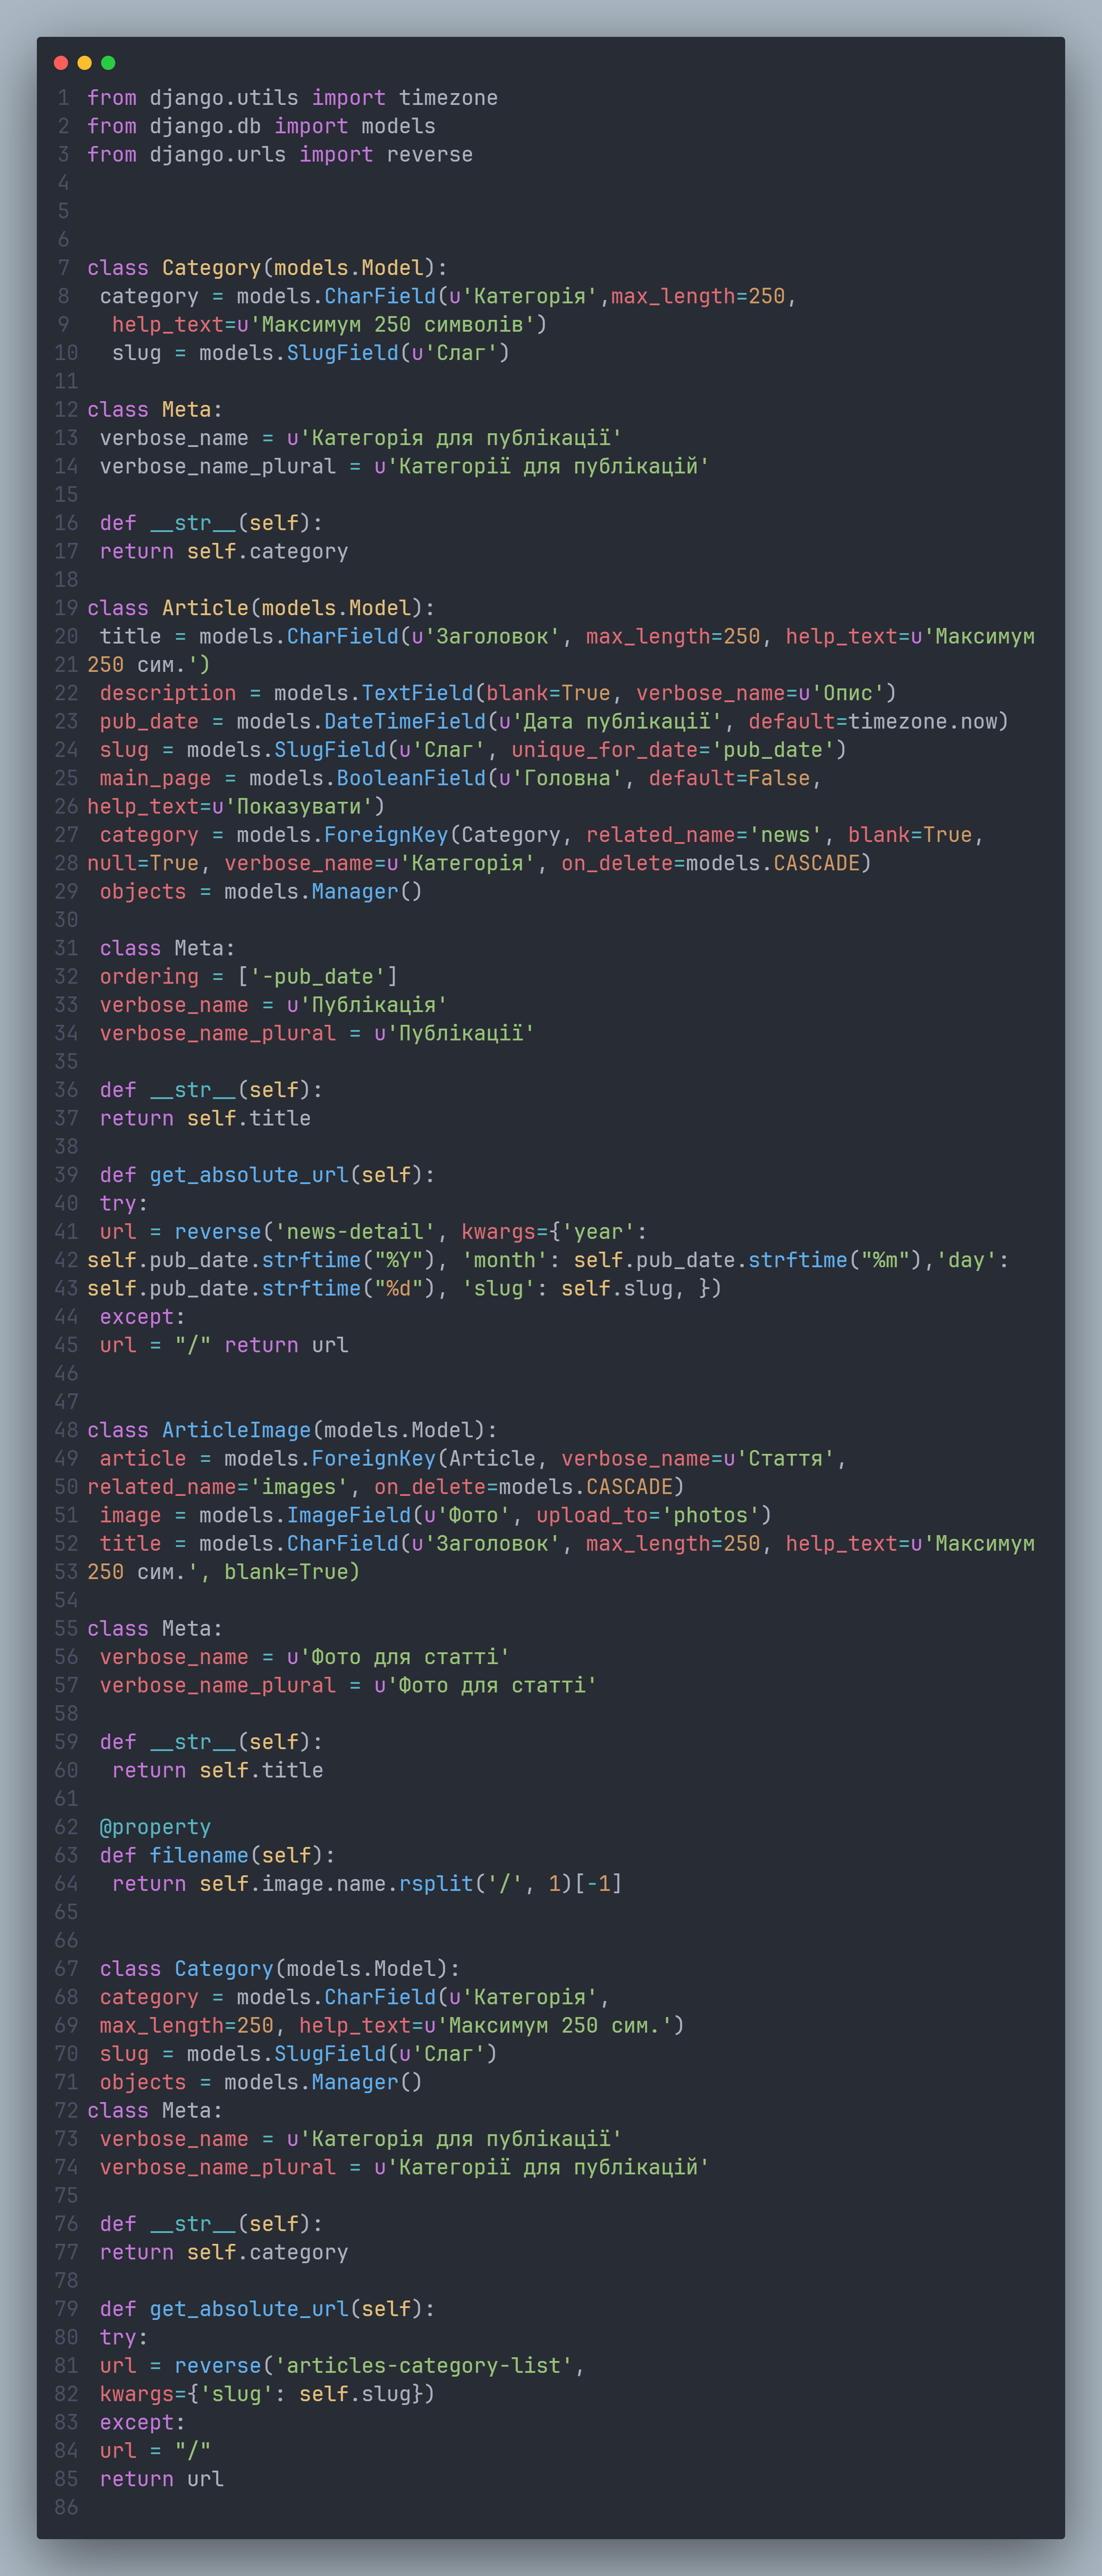 1 from django.utils import timezone
2 from django.db import models
3 from django.urls import reverse
4
5
6
7 class Category(models.Model):
8  category = models.CharField(u'Категорія',max_length=250,
9   help_text=u'Максимум 250 символів')
10   slug = models.SlugField(u'Слаг')
11
12 class Meta:
13  verbose_name = u'Категорія для публікації'
14  verbose_name_plural = u'Категорії для публікацій'
15
16  def __str__(self):
17  return self.category
18
19 class Article(models.Model):
20  title = models.CharField(u'Заголовок', max_length=250, help_text=u'Максимум
21 250 сим.')
22  description = models.TextField(blank=True, verbose_name=u'Опис')
23  pub_date = models.DateTimeField(u'Дата публікації', default=timezone.now)
24  slug = models.SlugField(u'Слаг', unique_for_date='pub_date')
25  main_page = models.BooleanField(u'Головна', default=False,
26 help_text=u'Показувати')
27  category = models.ForeignKey(Category, related_name='news', blank=True,
28 null=True, verbose_name=u'Категорія', on_delete=models.CASCADE)
29  objects = models.Manager()
30
31  class Meta:
32  ordering = ['-pub_date']
33  verbose_name = u'Публікація'
34  verbose_name_plural = u'Публікації'
35
36  def __str__(self):
37  return self.title
38
39  def get_absolute_url(self):
40  try:
41  url = reverse('news-detail', kwargs={'year':
42 self.pub_date.strftime("%Y"), 'month': self.pub_date.strftime("%m"),'day':
43 self.pub_date.strftime("%d"), 'slug': self.slug, })
44  except:
45  url = "/" return url
46
47
48 class ArticleImage(models.Model):
49  article = models.ForeignKey(Article, verbose_name=u'Стаття',
50 related_name='images', on_delete=models.CASCADE)
51  image = models.ImageField(u'Фото', upload_to='photos')
52  title = models.CharField(u'Заголовок', max_length=250, help_text=u'Максимум
53 250 сим.', blank=True)
54
55 class Meta:
56  verbose_name = u'Фото для статті'
57  verbose_name_plural = u'Фото для статті'
58
59  def __str__(self):
60   return self.title
61
62  @property
63  def filename(self):
64   return self.image.name.rsplit('/', 1)[-1]
65
66
67  class Category(models.Model):
68  category = models.CharField(u'Категорія',
69  max_length=250, help_text=u'Максимум 250 сим.')
70  slug = models.SlugField(u'Слаг')
71  objects = models.Manager()
72 class Meta:
73  verbose_name = u'Категорія для публікації'
74  verbose_name_plural = u'Категорії для публікацій'
75
76  def __str__(self):
77  return self.category
78
79  def get_absolute_url(self):
80  try:
81  url = reverse('articles-category-list',
82  kwargs={'slug': self.slug})
83  except:
84  url = "/"
85  return url
86